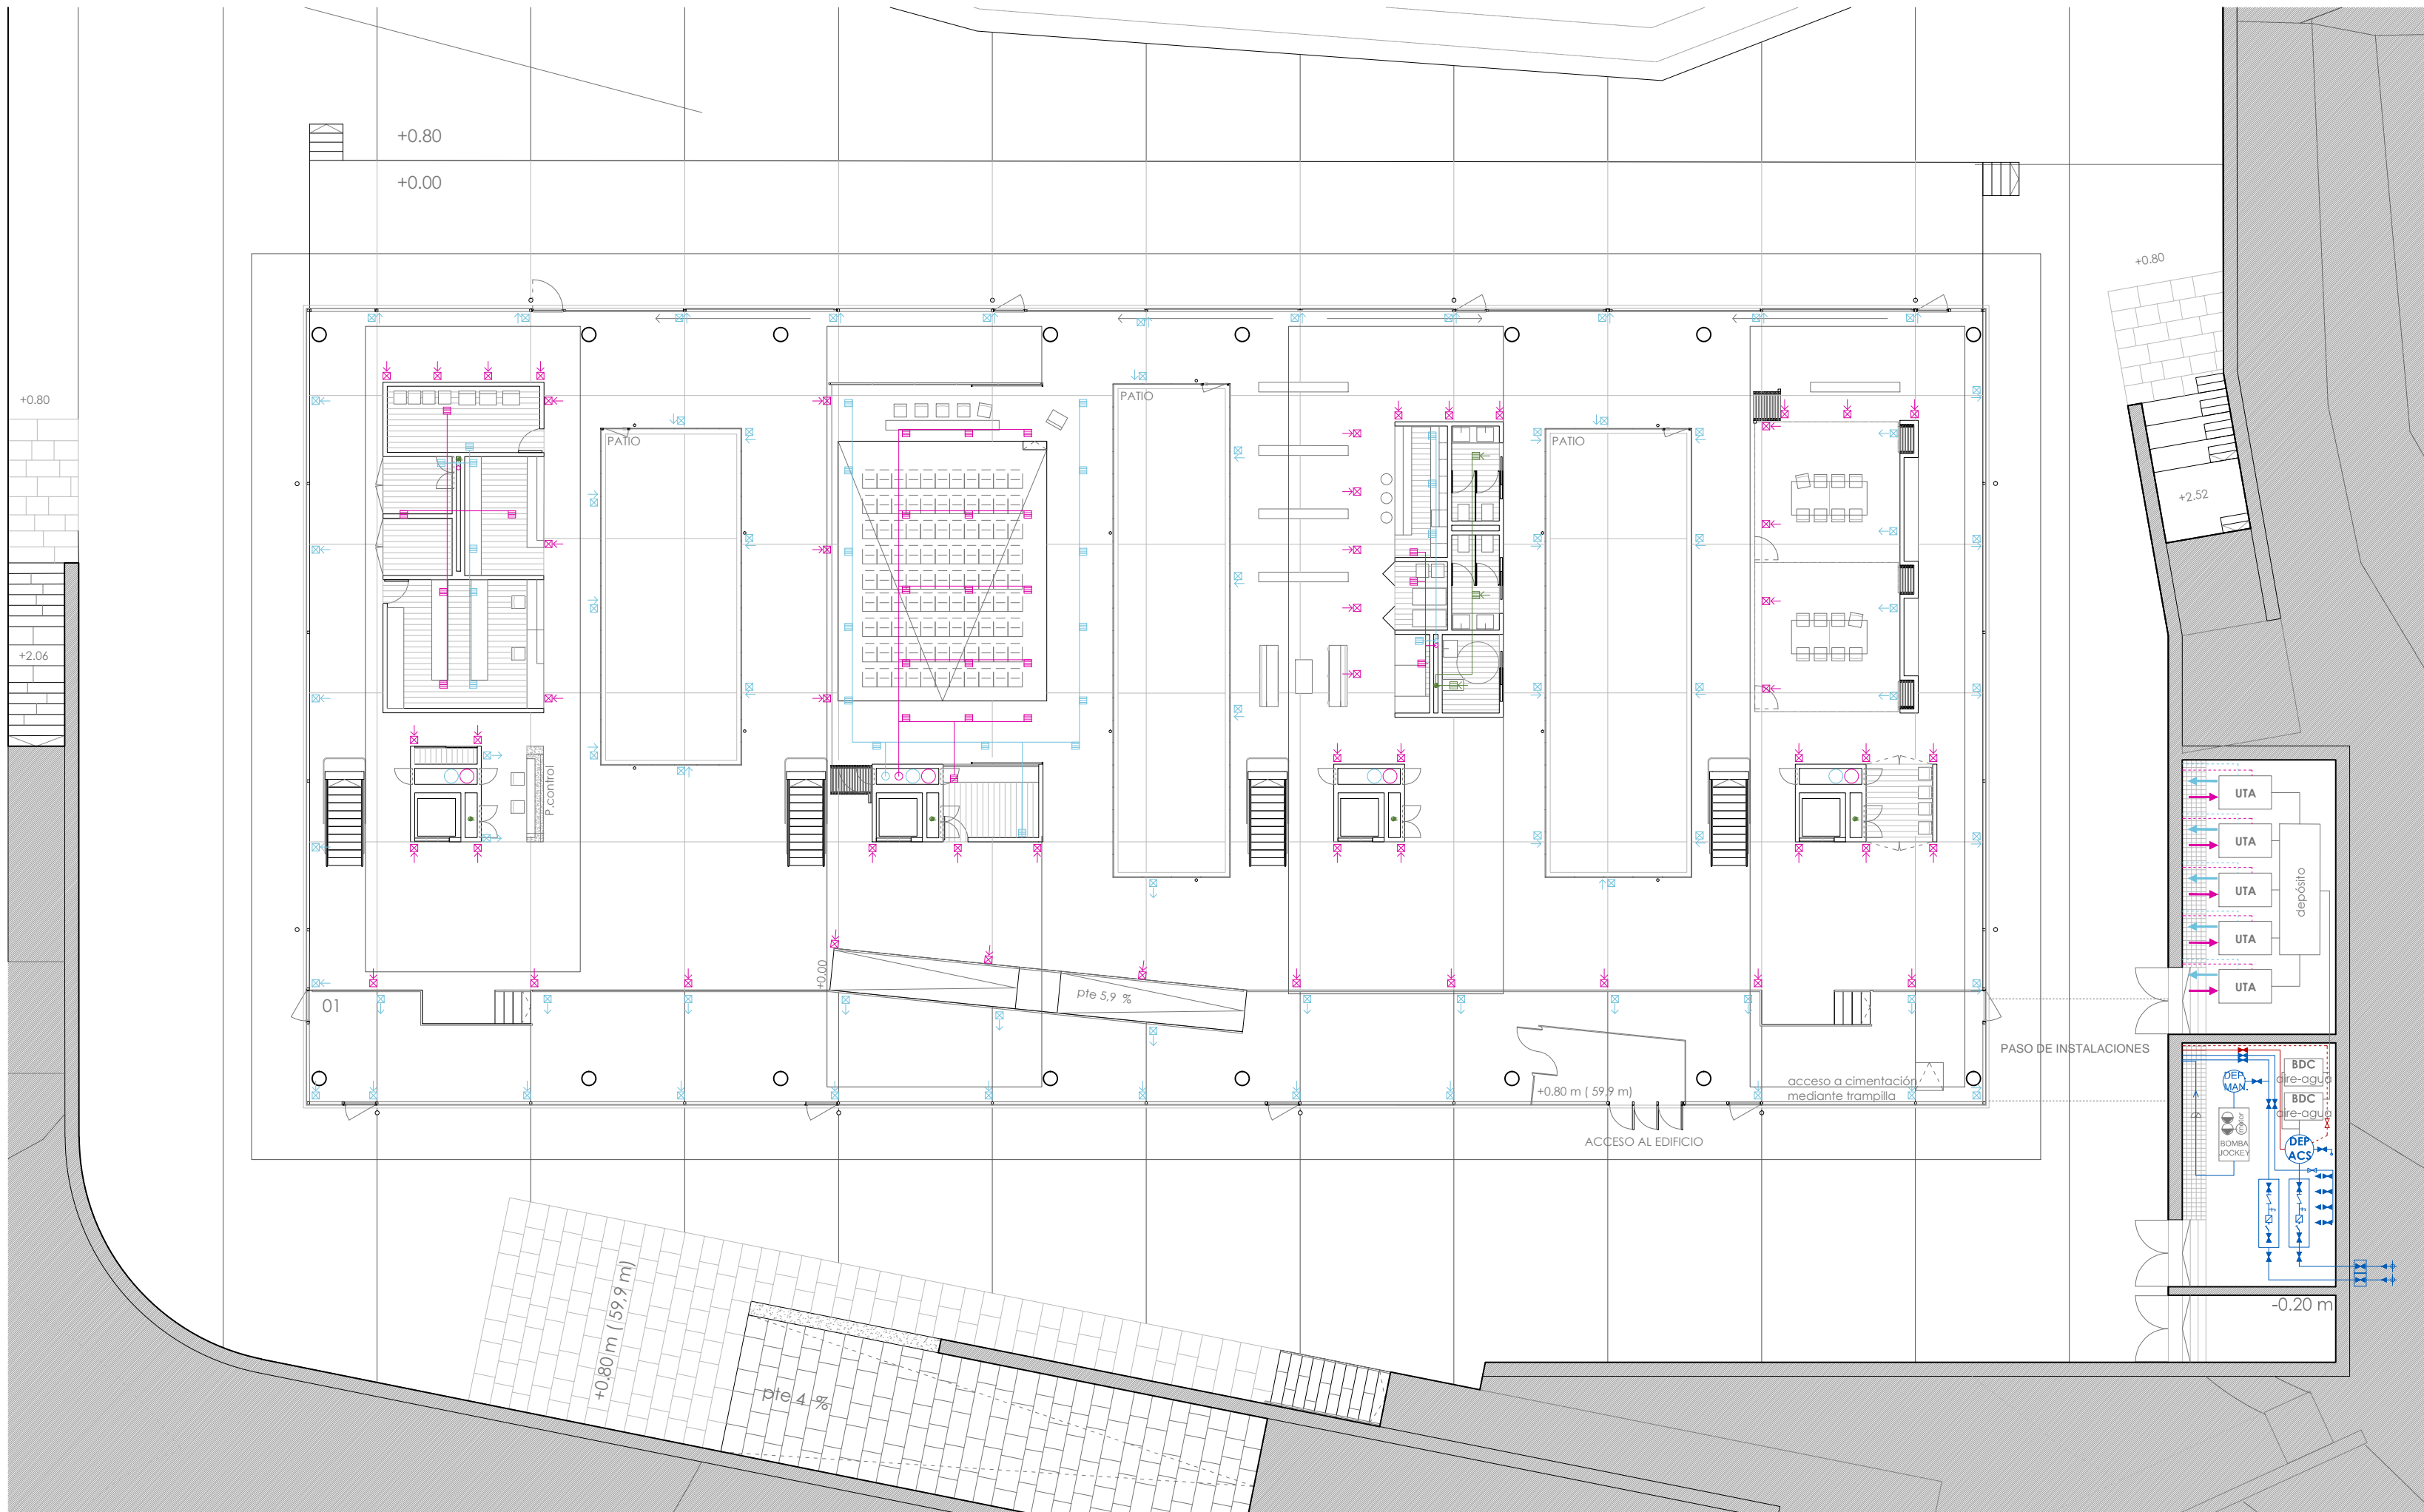 +0.80
+0.00
+0.80
+0.80
PATIO
PATIO
PATIO
+2.52
+2.06
P.control
UTA
UTA
UTA
UTA
UTA
depósito
+0.00
pte 5,9 %
01
PASO DE INSTALACIONES
acceso a cimentación
mediante trampilla
+0.80 m ( 59,9 m)
ACCESO AL EDIFICIO
BDC
aire-agua
BDC
aire-agua
DEP.
MAN.
BOMBA
JOCKEY
DEP
ACS
-0.20 m
+0.80 m ( 59,9 m)
pte 4 %